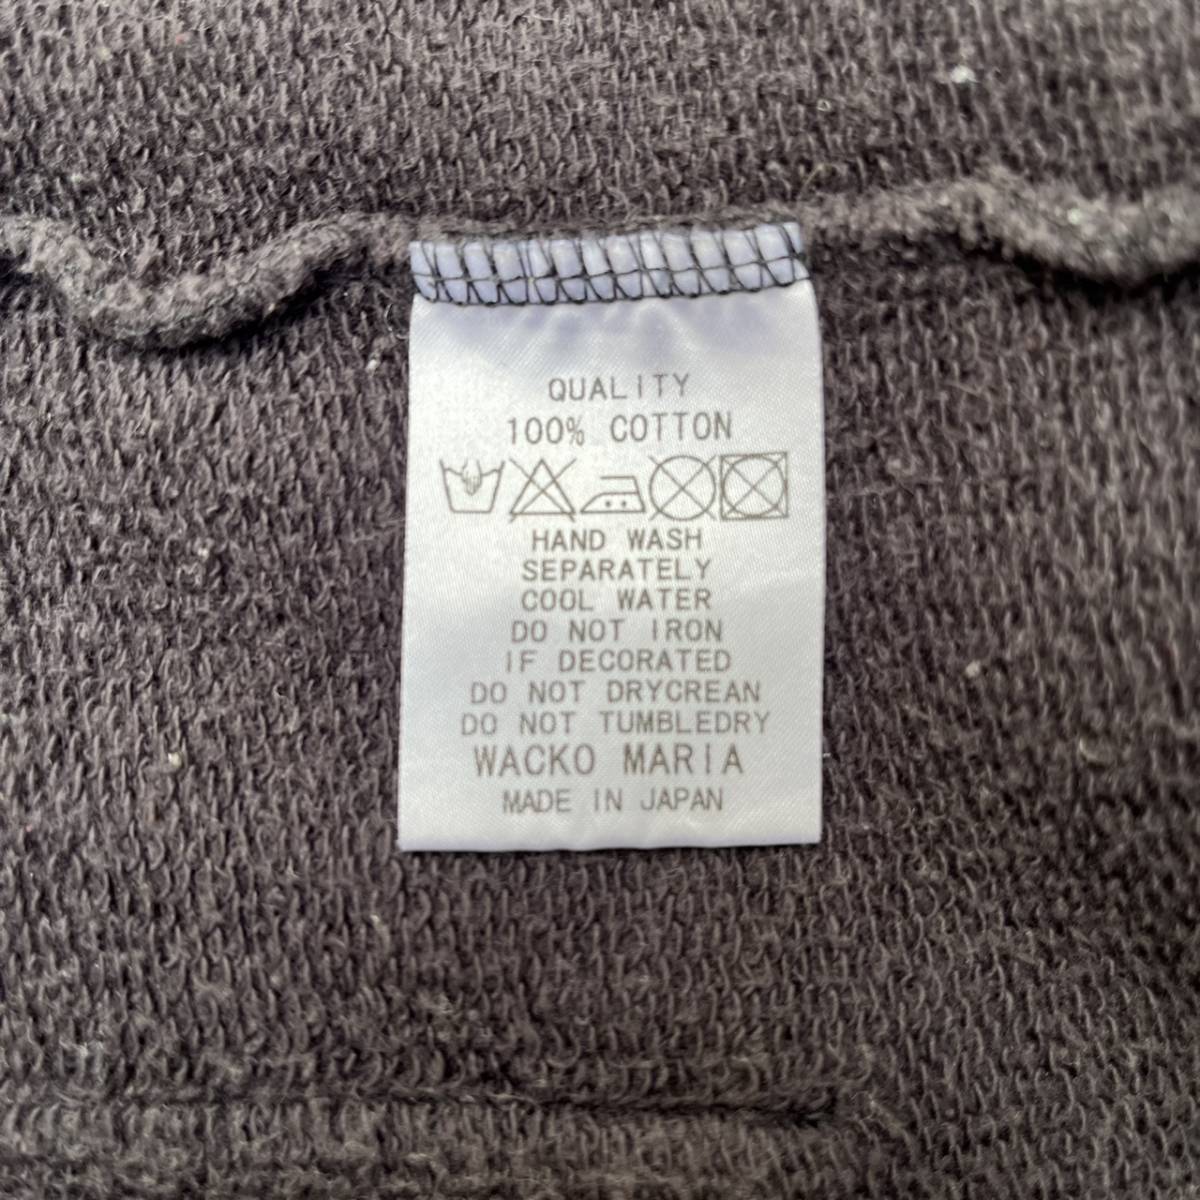 QUALITY
100% COTTON
HAND WASH
SEPARATELY
COOL WATER
DO NOT IRON
IF DECORATED
DO NOT DRYCREAN
DO NOT TUMBLEDRY
WACKO MARIA
MADE IN JAPAN